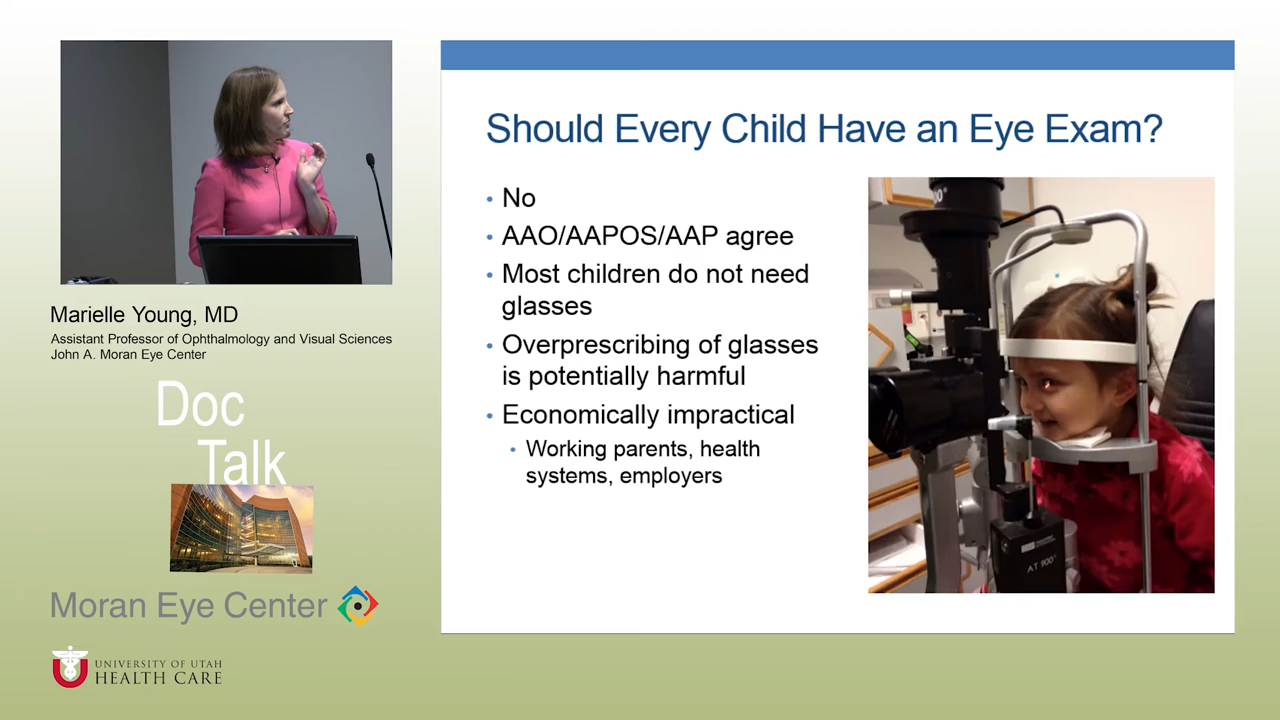 Marielle Young, MD
Assistant Professor of Ophthalmology and Visual Sciences
John A. Moran Eye Center
Doc
Talk
Moran Eye Center
UNIVERSITY OF UTAH
HEALTH CARE
Should Every Child Have an Eye Exam?
• No
• AAO/AAPOS/AAP agree
• Most children do not need
glasses
• Overprescribing of glasses
is potentially harmful
• Economically impractical
• Working parents, health
systems, employers
AT 900